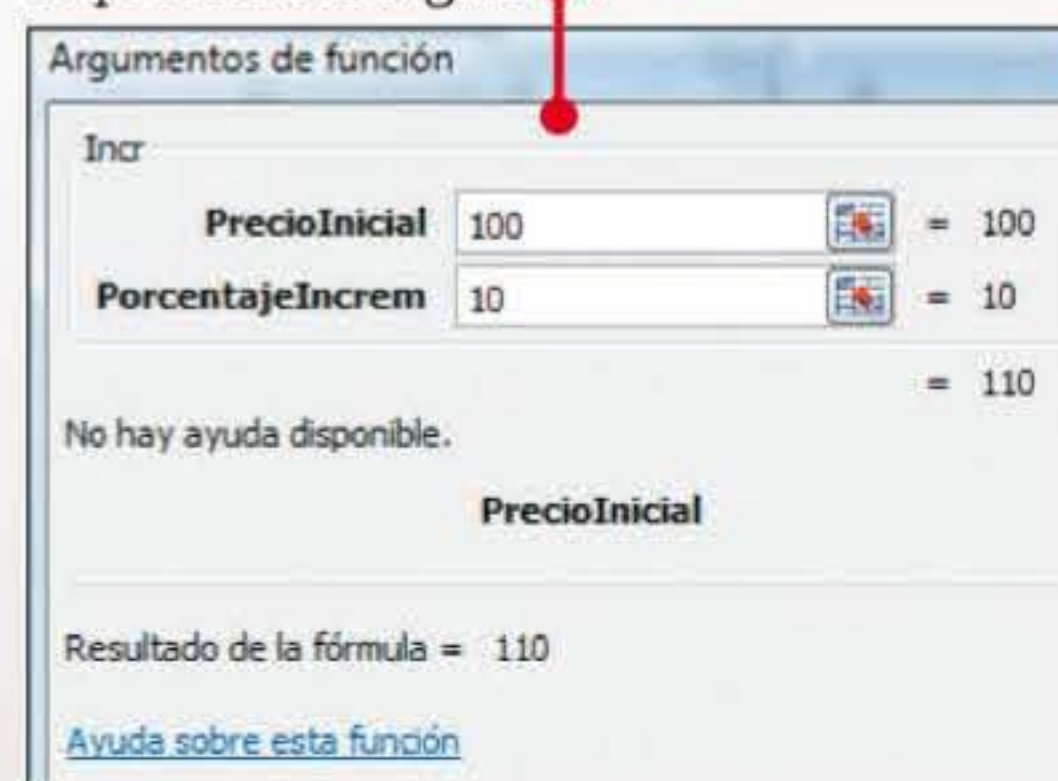 Argumentos de función
Incr
PrecioInicial 100 = 100
PorcentajeIncrem 10 = 10
= 110
No hay ayuda disponible.
PrecioInicial
Resultado de la fórmula = 110
Ayuda sobre esta función